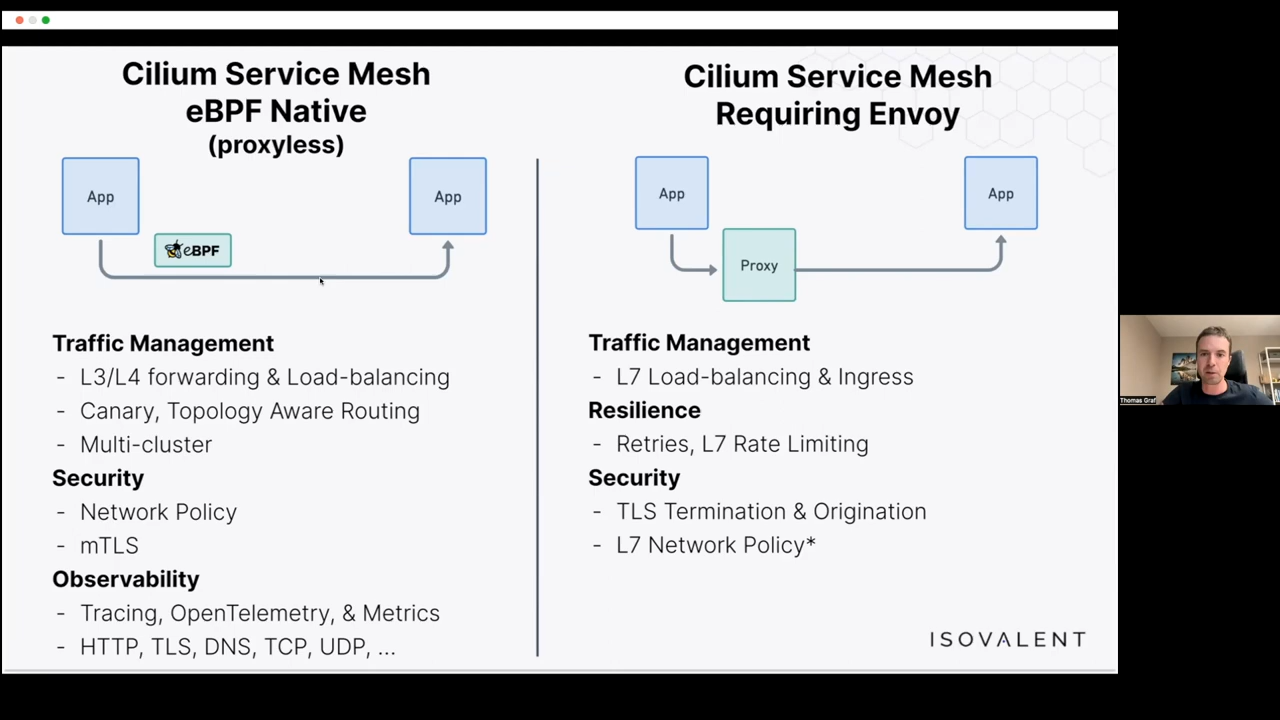 Cilium Service Mesh
eBPF Native
(proxyless)
App
App
eBPF
Traffic Management
- L3/L4 forwarding & Load-balancing
- Canary, Topology Aware Routing
- Multi-cluster
Security
- Network Policy
- mTLS
Observability
- Tracing, OpenTelemetry, & Metrics
- HTTP, TLS, DNS, TCP, UDP, ...
Cilium Service Mesh
Requiring Envoy
App
App
Proxy
Traffic Management
- L7 Load-balancing & Ingress
Resilience
- Retries, L7 Rate Limiting
Security
- TLS Termination & Origination
- L7 Network Policy*
ISOVALENT
Thomas Graf